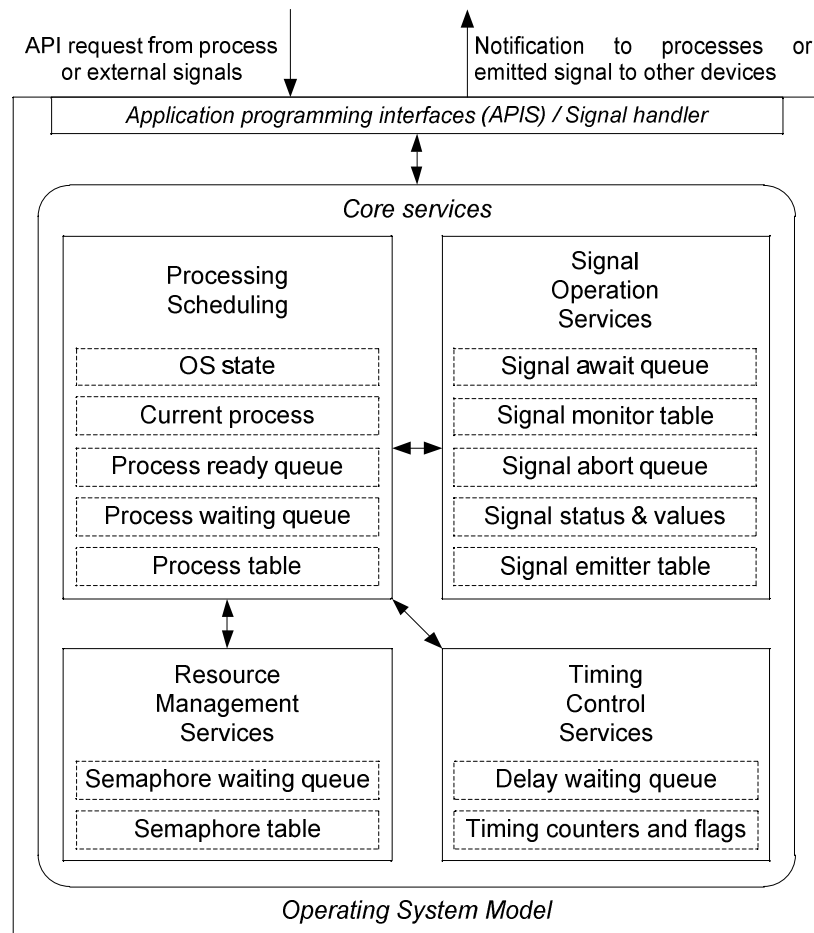 API request from process
or external signals
Notification to processes or
emitted signal to other devices
Application programming interfaces (APIS) / Signal handler
Core services
Processing
Scheduling
OS state
Current process
Process ready queue
Process waiting queue
Process table
Signal
Operation
Services
Signal await queue
Signal monitor table
Signal abort queue
Signal status & values
Signal emitter table
Resource
Management
Services
Semaphore waiting queue
Semaphore table
Timing
Control
Services
Delay waiting queue
Timing counters and flags
Operating System Model